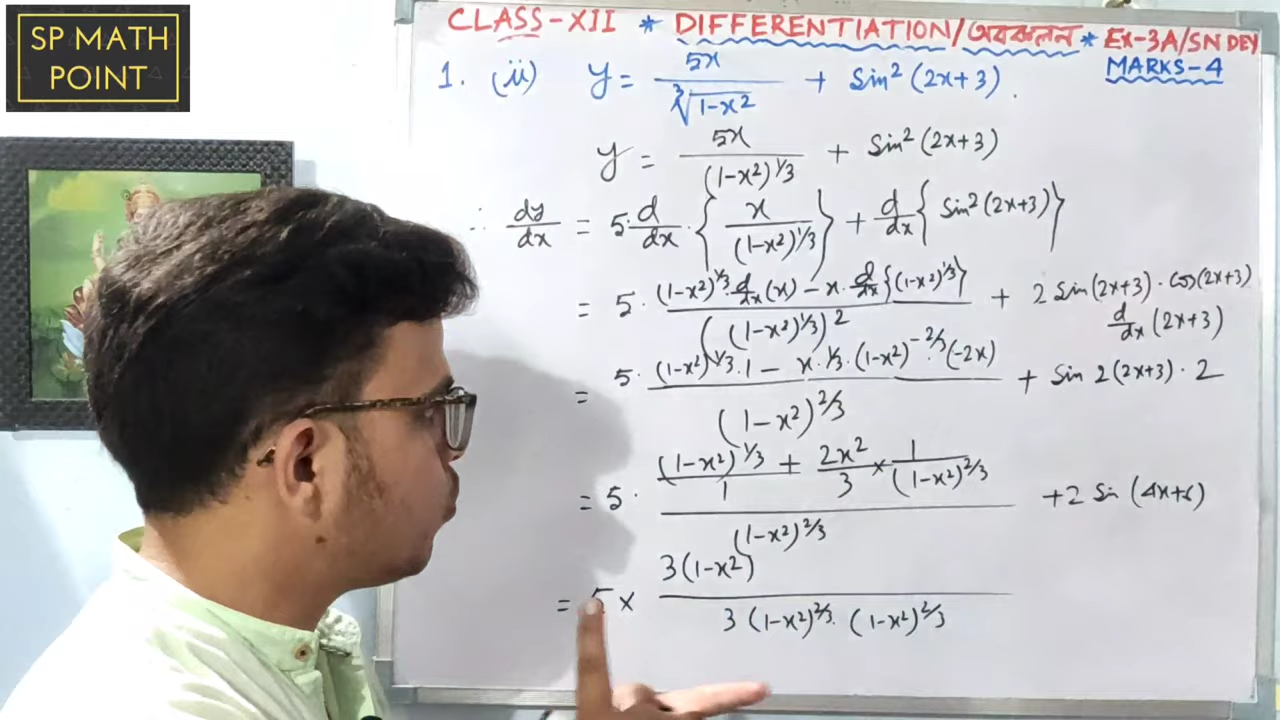 SP MATH
POINT
CLASS-XII * DIFFERENTIATION/অবকলন * Ex-3A/SN DEY
MARKS-4
1. (ii) y = 5x / ∛(1-x²) + Sin² (2x+3).
y = 5x / (1-x²)^1/3 + Sin² (2x+3)
∴ dy/dx = 5·d/dx·{x / (1-x²)^1/3} + d/dx{Sin² (2x+3)}
= 5· ((1-x²)^1/3·d/dx(x) - x·d/dx{(1-x²)^1/3}) / ((1-x²)^1/3)² + 2 Sin(2x+3)·cos(2x+3)
d/dx(2x+3)
= 5· ((1-x²)^1/3·1 - x·1/3·(1-x²)^-2/3·(-2x)) / (1-x²)^2/3 + Sin 2(2x+3)·2
= 5· ((1-x²)^1/3 / 1 + 2x²/3 × 1/(1-x²)^2/3) / (1-x²)^2/3 + 2 Sin (4x+6)
= 5 × 3(1-x²) / 3(1-x²)^2/3·(1-x²)^2/3